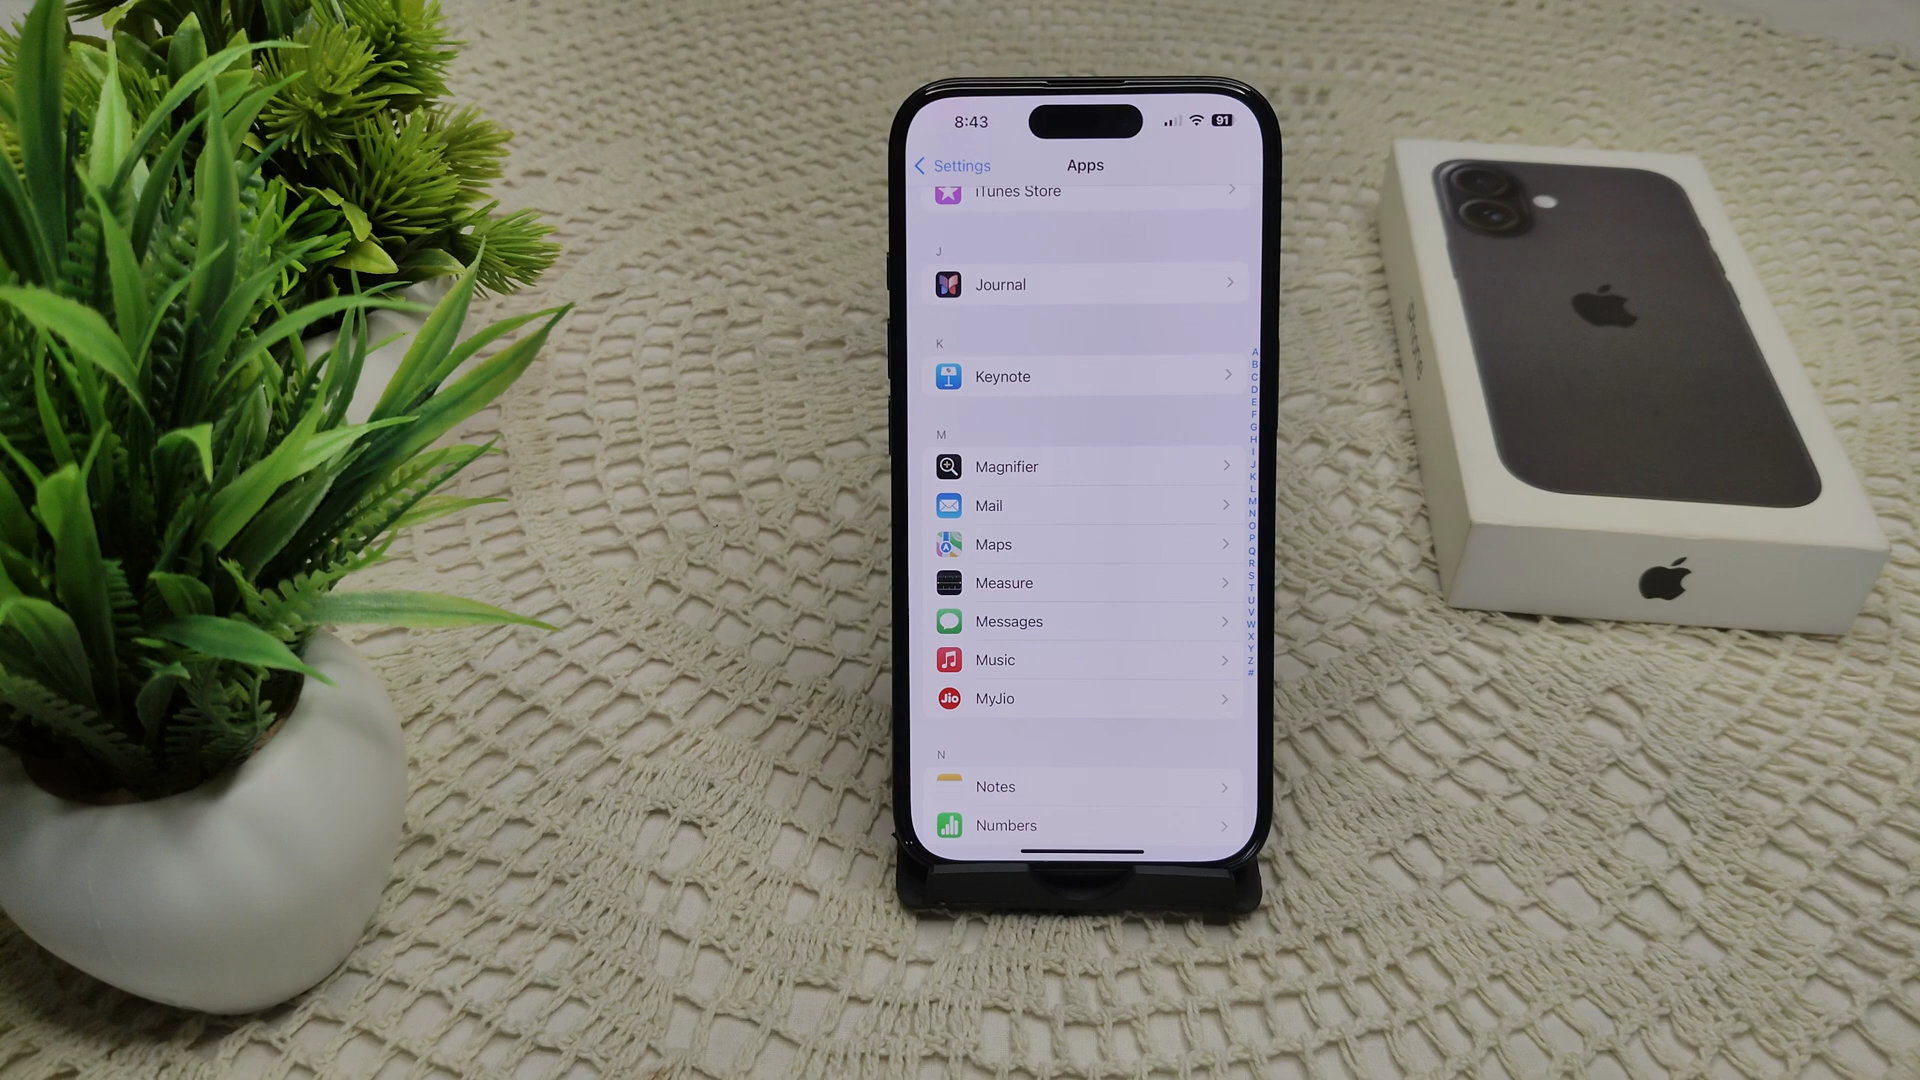 8:43
91
Settings
Apps
iTunes Store
J
Journal
K
Keynote
M
Magnifier
Mail
Maps
Measure
Messages
Music
Jio
MyJio
N
Notes
Numbers
A
B
C
D
E
F
G
H
I
J
K
L
M
N
O
P
Q
R
S
T
U
V
W
X
Y
Z
#